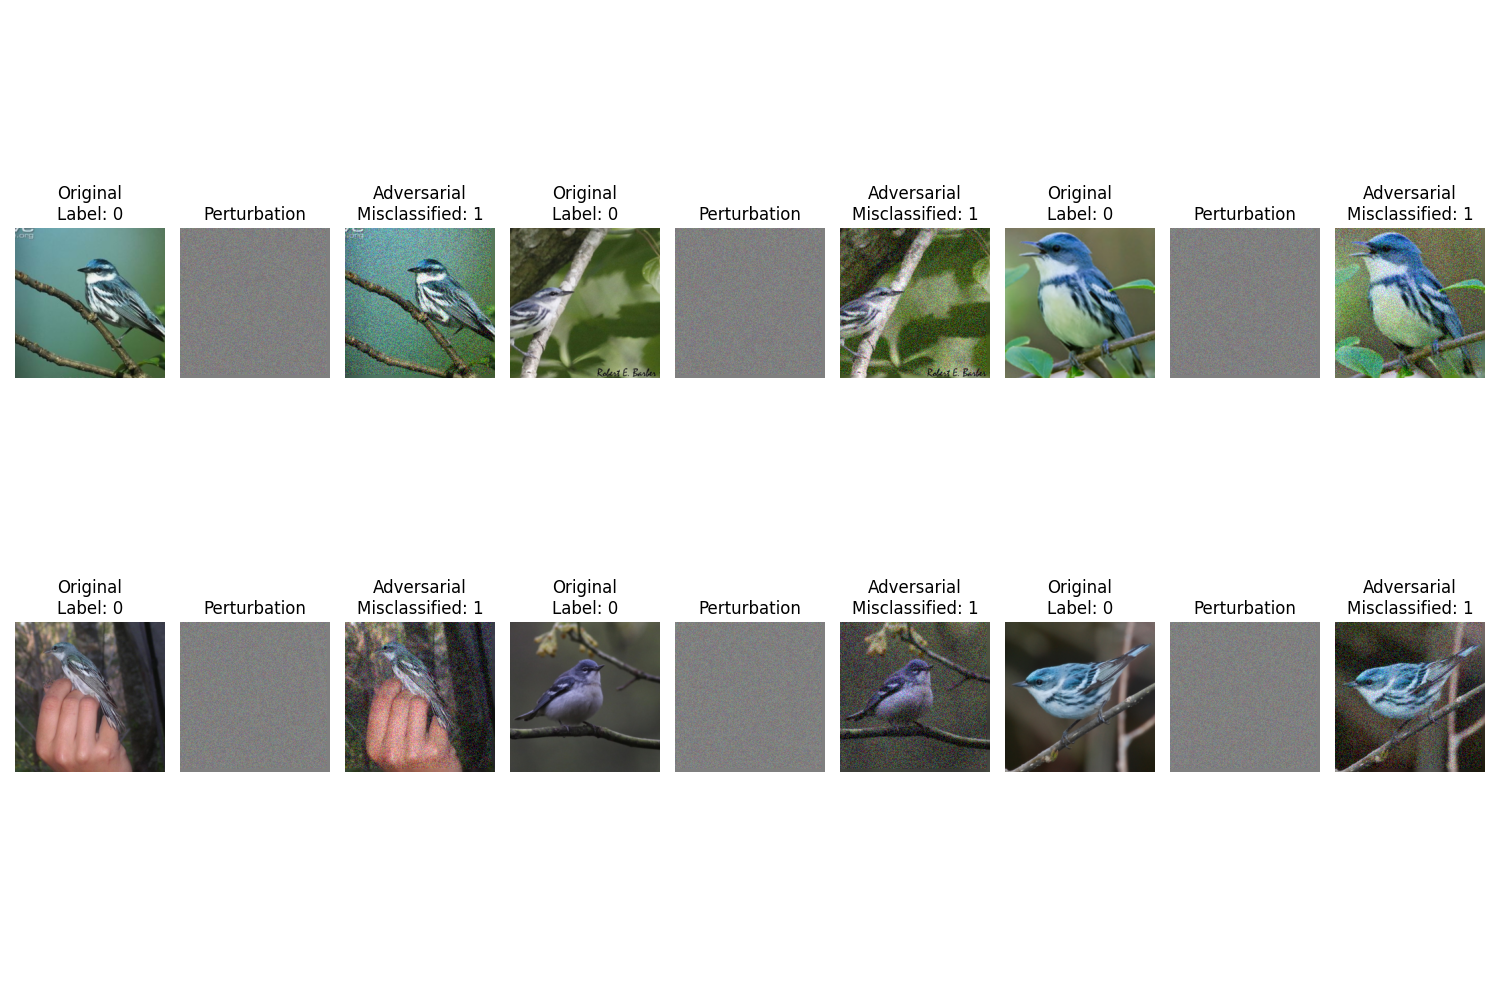 Original
Label: 0
Perturbation
Adversarial
Misclassified: 1
Original
Label: 0
Perturbation
Adversarial
Misclassified: 1
Original
Label: 0
Perturbation
Adversarial
Misclassified: 1
.org
Robert E. Barber
Robert E. Barber
Original
Label: 0
Perturbation
Adversarial
Misclassified: 1
Original
Label: 0
Perturbation
Adversarial
Misclassified: 1
Original
Label: 0
Perturbation
Adversarial
Misclassified: 1